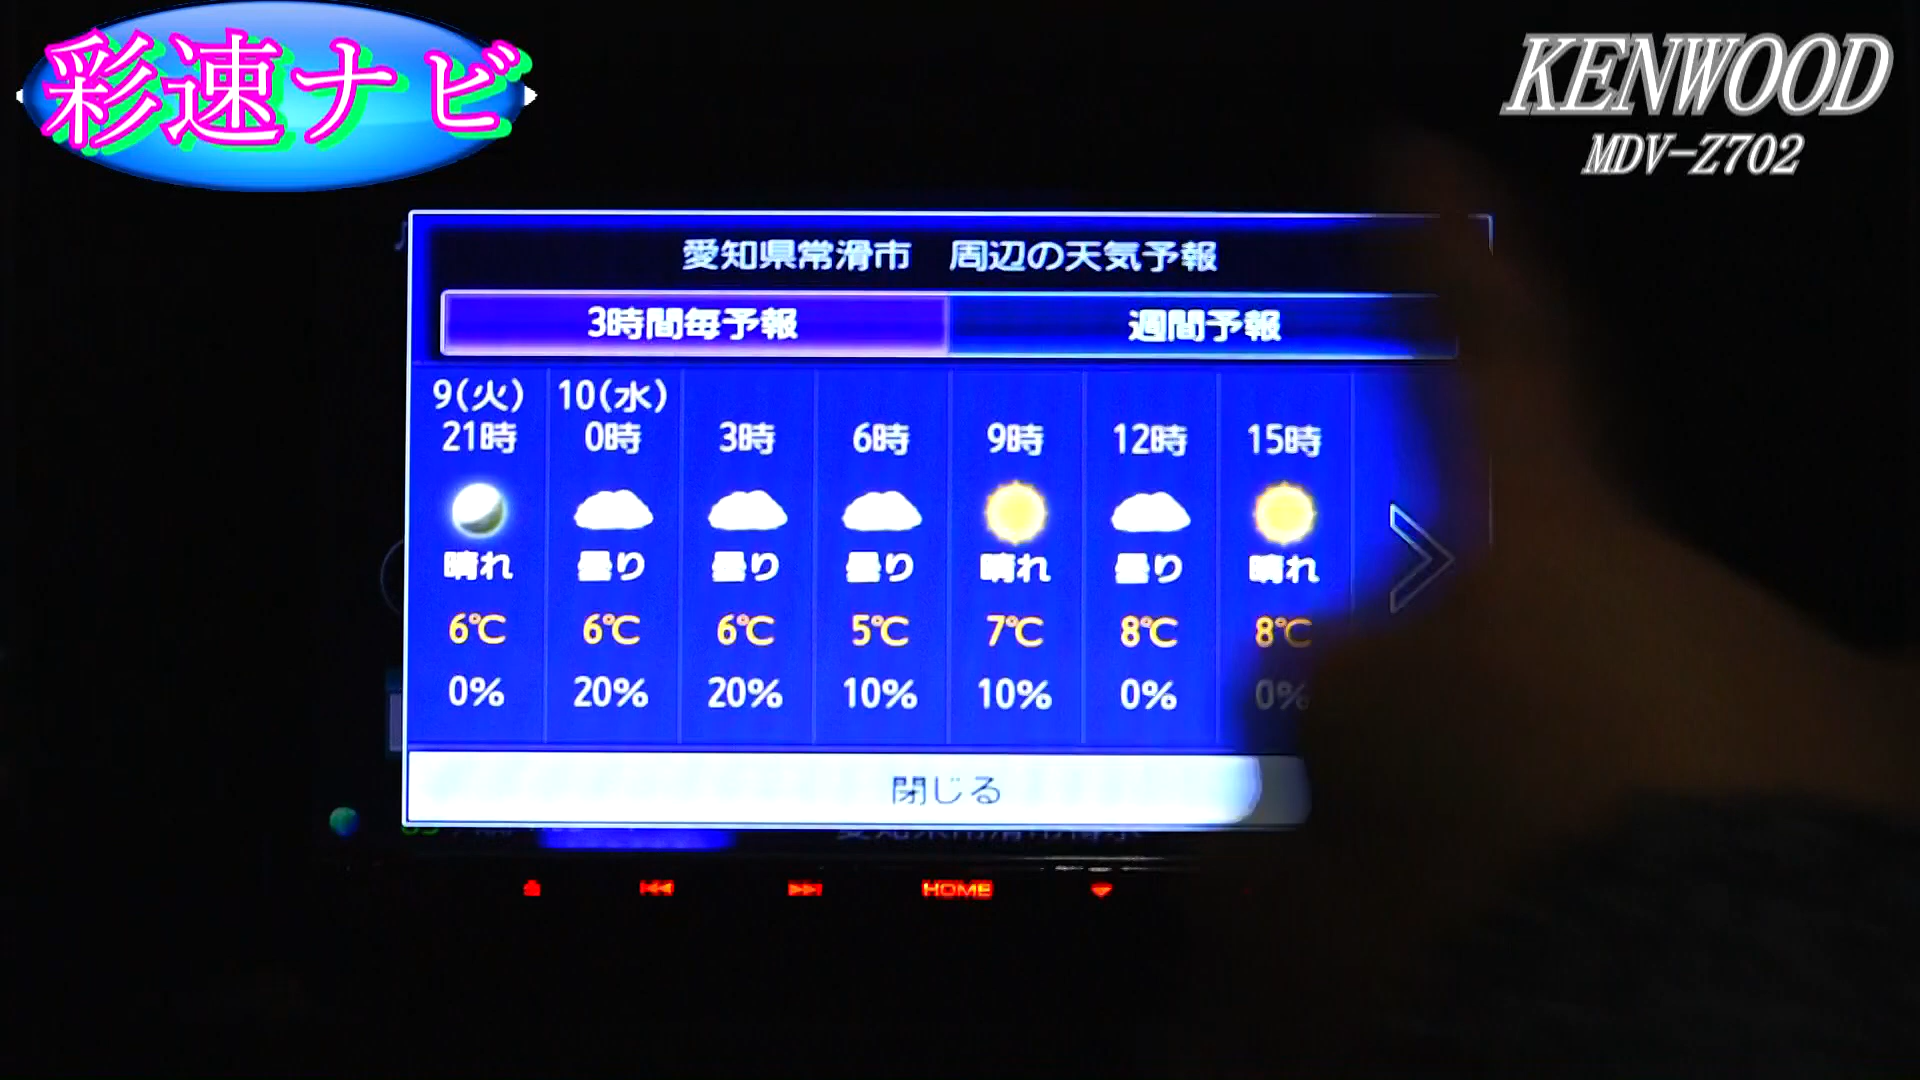 彩速ナビ
KENWOOD
MDV-Z702
愛知県常滑市 周辺の天気予報
3時間毎予報 週間予報
9(火) 10(水)
21時 0時 3時 6時 9時 12時 15時
晴れ 曇り 曇り 曇り 晴れ 曇り 晴れ
6℃ 6℃ 6℃ 5℃ 7℃ 8℃ 8℃
0% 20% 20% 10% 10% 0% 0%
閉じる
HOME